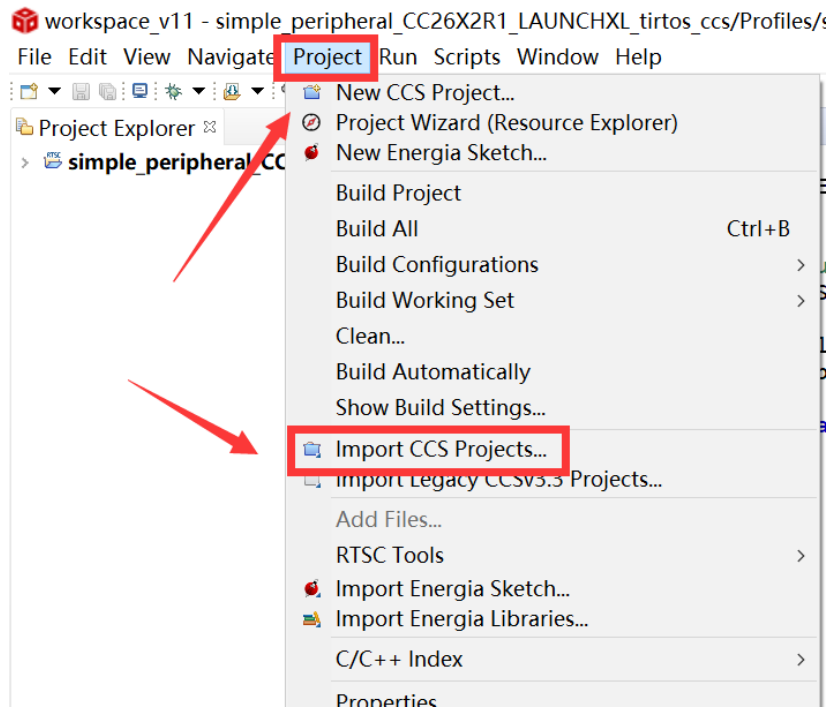 workspace_v11 - simple_peripheral_CC26X2R1_LAUNCHXL_tirtos_ccs/Profiles/s
File Edit View Navigate Project Run Scripts Window Help
Project Explorer
simple_peripheral_CC
New CCS Project...
Project Wizard (Resource Explorer)
New Energia Sketch...
Build Project
Build All Ctrl+B
Build Configurations
Build Working Set
Clean...
Build Automatically
Show Build Settings...
Import CCS Projects...
Import Legacy CCSv3.3 Projects...
Add Files...
RTSC Tools
Import Energia Sketch...
Import Energia Libraries...
C/C++ Index
Properties